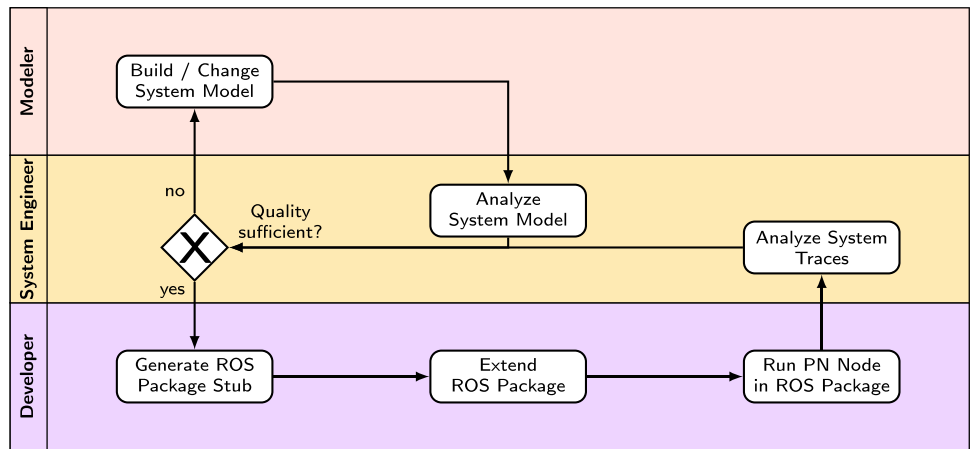 Modeler
Build / Change
System Model
System Engineer
no
Quality
sufficient?
X
yes
Analyze
System Model
Analyze System
Traces
Developer
Generate ROS
Package Stub
Extend
ROS Package
Run PN Node
in ROS Package